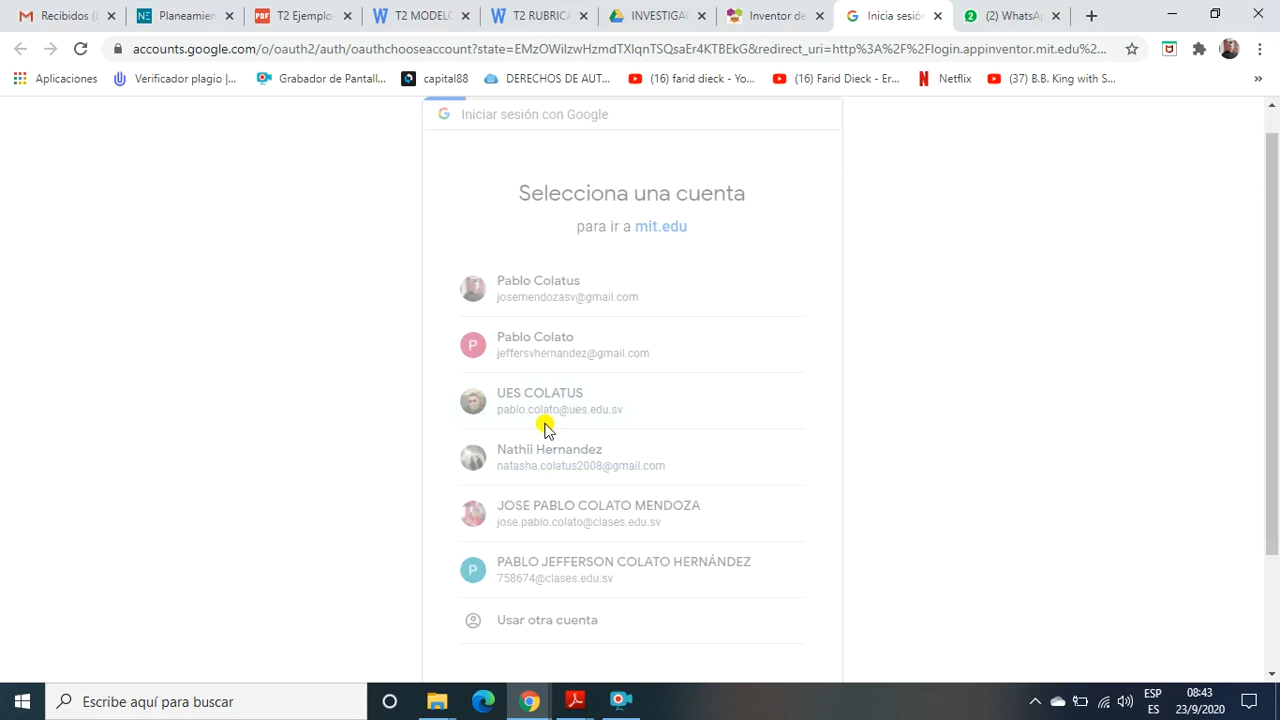 Recibidos (6
Planeamien
T2 Ejemplo
T2 MODELO
T2 RUBRICA
INVESTIGAC
Inventor de
Inicia sesió
(2) WhatsA
accounts.google.com/o/oauth2/auth/oauthchooseaccount?state=EMzOWilzwHzmdTXIqnTSQsaEr4KTBEkG&redirect_uri=http%3A%2F%2Flogin.appinventor.mit.edu%2...
Aplicaciones
Verificador plagio |...
Grabador de Pantall...
capital88
DERECHOS DE AUT...
(16) farid dieck - Yo...
(16) Farid Dieck - Er...
Netflix
(37) B.B. King with S...
»
Iniciar sesión con Google
Selecciona una cuenta
para ir a mit.edu
Pablo Colatus
josemendozasv@gmail.com
P
Pablo Colato
jeffersvhernandez@gmail.com
UES COLATUS
pablo.colato@ues.edu.sv
Nathii Hernandez
natasha.colatus2008@gmail.com
JOSE PABLO COLATO MENDOZA
jose.pablo.colato@clases.edu.sv
P
PABLO JEFFERSON COLATO HERNÁNDEZ
758674@clases.edu.sv
Usar otra cuenta
Escribe aquí para buscar
ESP
ES
08:43
23/9/2020